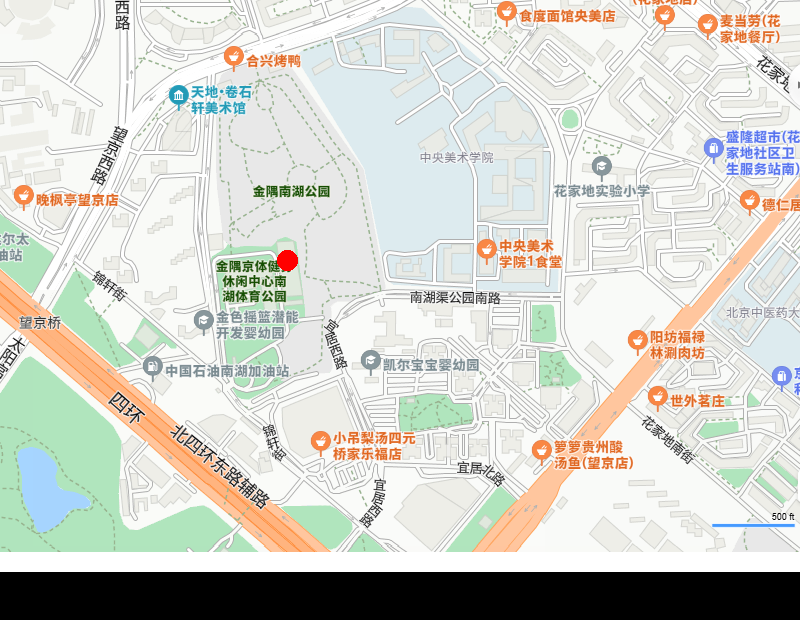 花家地店)
食度面馆央美店
麦当劳(花
家地餐厅)
西路
合兴烤鸭
花家地
天地·卷石
轩美术馆
望京西路
盛隆超市(花
家地社区卫
生服务站南)
中央美术学院
金隅南湖公园
花家地实验小学
晚枫亭望京店
德仁居
中央美术
学院1食堂
油站
金隅京体健
休闲中心南
湖体育公园
锦轩街
南湖渠公园南路
北京中医药大
望京桥
金色摇篮潜能
开发婴幼园
宜居西路
阳坊福禄
林涮肉坊
太阳宫
中国石油南湖加油站
凯尔宝宝婴幼园
四环
世外茗庄
北四环东路辅路
锦轩街
小吊梨汤四元
桥家乐福店
花家地南街
萝萝贵州酸
汤鱼(望京店)
宜居北路
宜居西路
500 ft